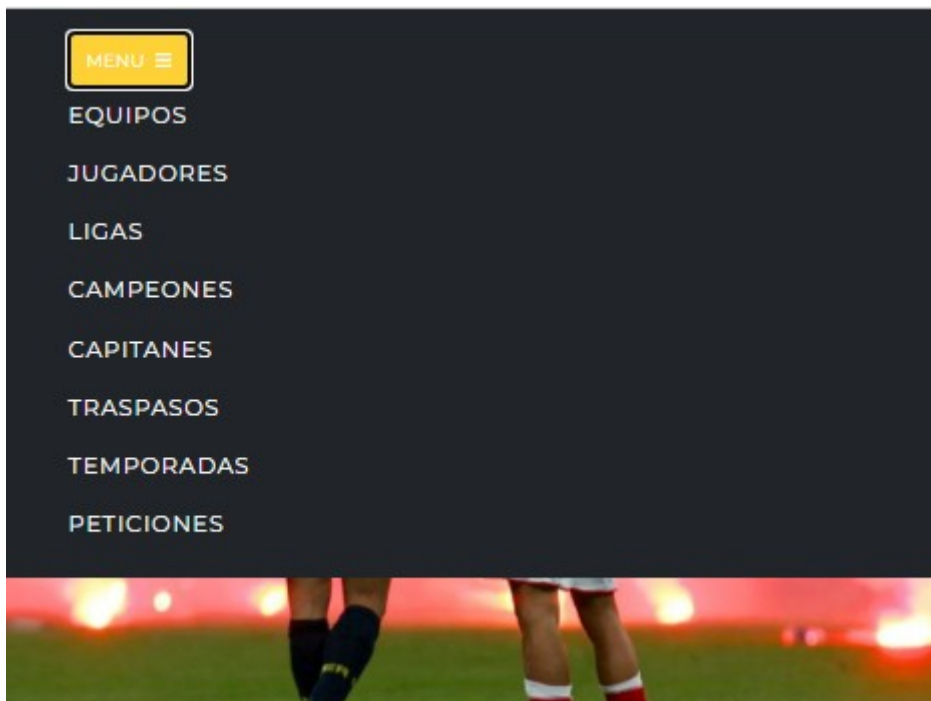 MENU
EQUIPOS
JUGADORES
LIGAS
CAMPEONES
CAPITANES
TRASPASOS
TEMPORADAS
PETICIONES